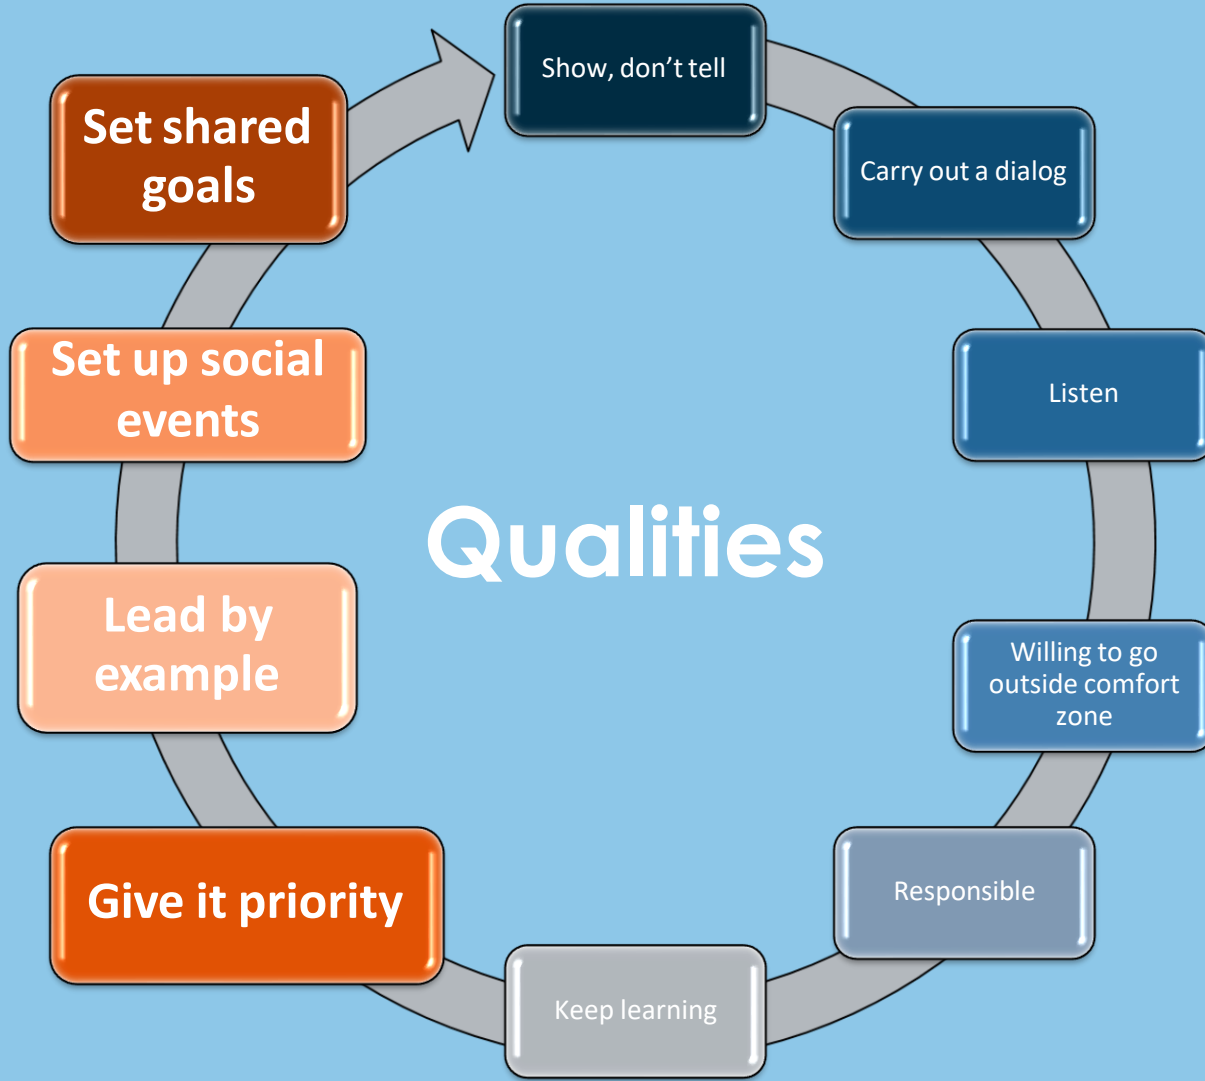 Show, don't tell
Carry out a dialog
Listen
Willing to go
outside comfort
zone
Responsible
Keep learning
Give it priority
Lead by
example
Set up social
events
Set shared
goals
Qualities